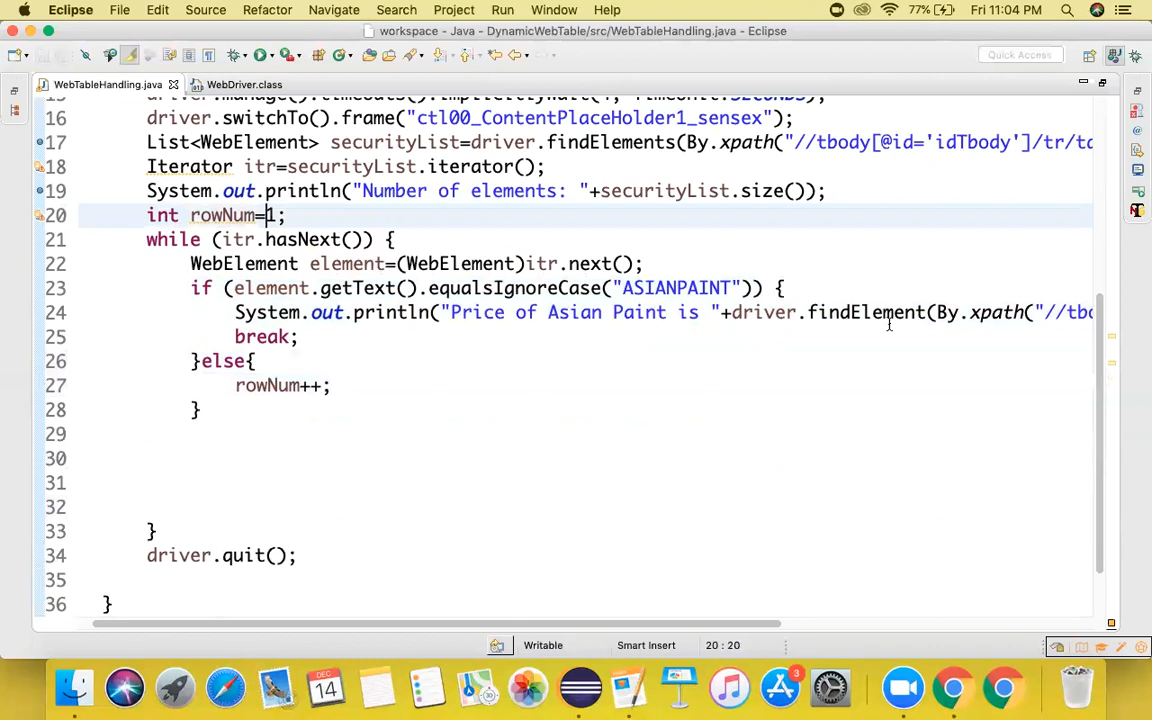 Eclipse File Edit Source Refactor Navigate Search Project Run Window Help 77% Fri 11:04 PM
workspace - Java - DynamicWebTable/src/WebTableHandling.java - Eclipse
Quick Access
WebTableHandling.java WebDriver.class
16 driver.switchTo().frame("ctl00_ContentPlaceHolder1_sensex");
17 List<WebElement> securityList=driver.findElements(By.xpath("//tbody[@id='idTbody']/tr/td
18 Iterator itr=securityList.iterator();
19 System.out.println("Number of elements: "+securityList.size());
20 int rowNum=1;
21 while (itr.hasNext()) {
22 WebElement element=(WebElement)itr.next();
23 if (element.getText().equalsIgnoreCase("ASIANPAINT")) {
24 System.out.println("Price of Asian Paint is "+driver.findElement(By.xpath("//tbo
25 break;
26 }else{
27 rowNum++;
28 }
29
30
31
32
33 }
34 driver.quit();
35
36 }
Writable Smart Insert 20 : 20
DEC 14 3